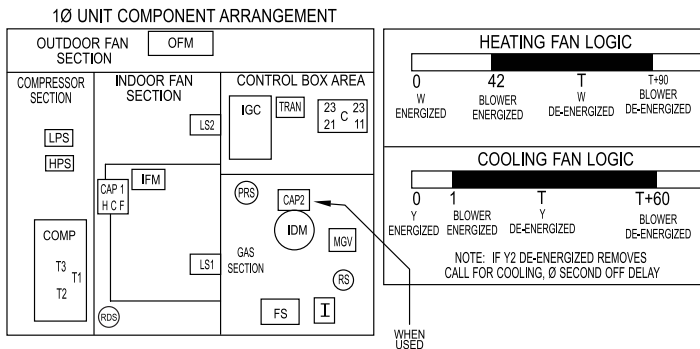 1Ø UNIT COMPONENT ARRANGEMENT
OUTDOOR FAN
SECTION
OFM
COMPRESSOR
SECTION
LPS
HPS
COMP
T3
T1
T2
INDOOR FAN
SECTION
LS2
IFM
CAP 1
H C F
LS1
RDS
CONTROL BOX AREA
IGC
TRAN
23 23
C
21 11
PRS
CAP2
IDM
GAS
SECTION
MGV
RS
FS
I
WHEN
USED
HEATING FAN LOGIC
0 42 T T+90
W
ENERGIZED
BLOWER
ENERGIZED
W
DE-ENERGIZED
BLOWER
DE-ENERGIZED
COOLING FAN LOGIC
0 1 T T+60
Y
ENERGIZED
BLOWER
ENERGIZED
Y
DE-ENERGIZED
BLOWER
DE-ENERGIZED
NOTE: IF Y2 DE-ENERGIZED REMOVES
CALL FOR COOLING, Ø SECOND OFF DELAY